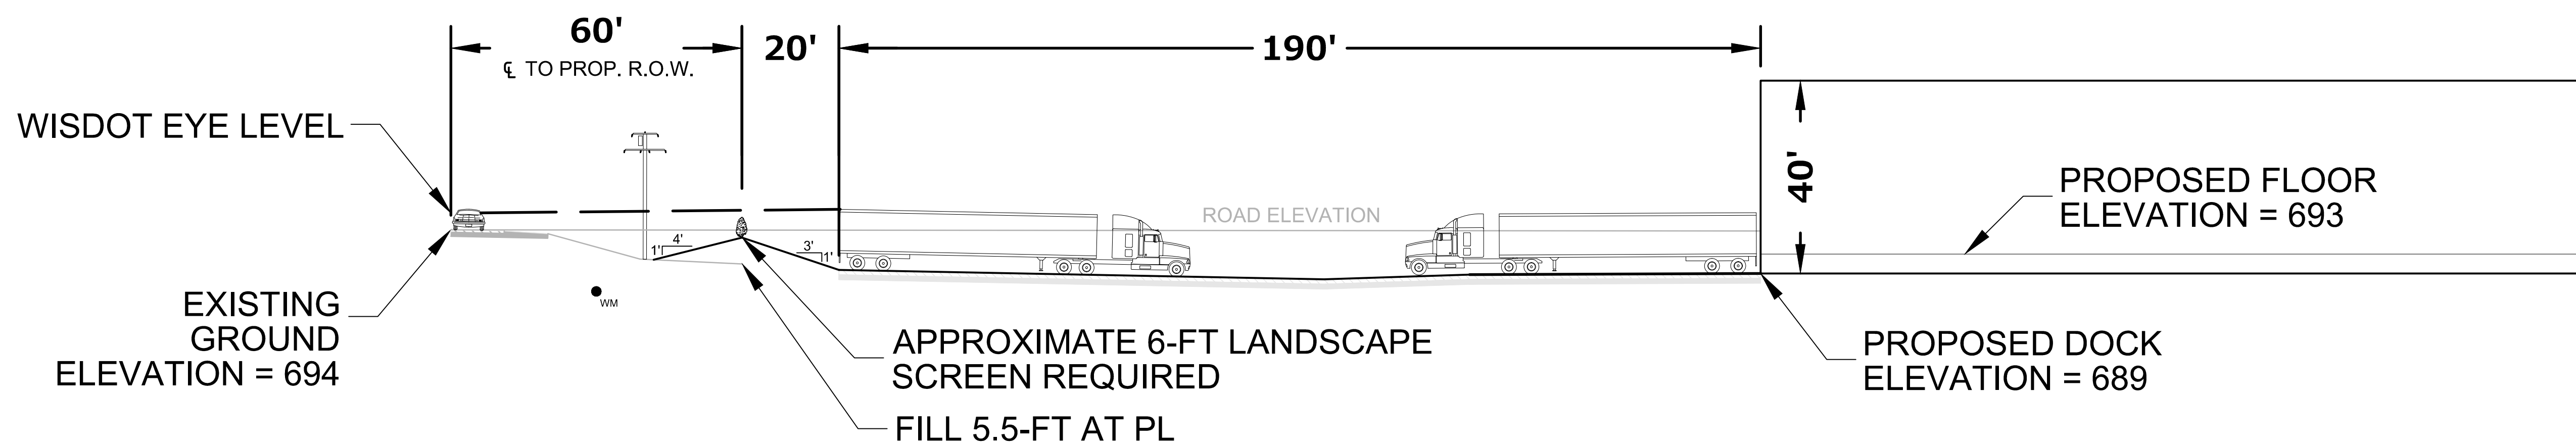 60'
℄ TO PROP. R.O.W.
20'
190'
WISDOT EYE LEVEL
40'
ROAD ELEVATION
PROPOSED FLOOR
ELEVATION = 693
4'
1'
3'
1'
WM
EXISTING
GROUND
ELEVATION = 694
APPROXIMATE 6-FT LANDSCAPE
SCREEN REQUIRED
PROPOSED DOCK
ELEVATION = 689
FILL 5.5-FT AT PL